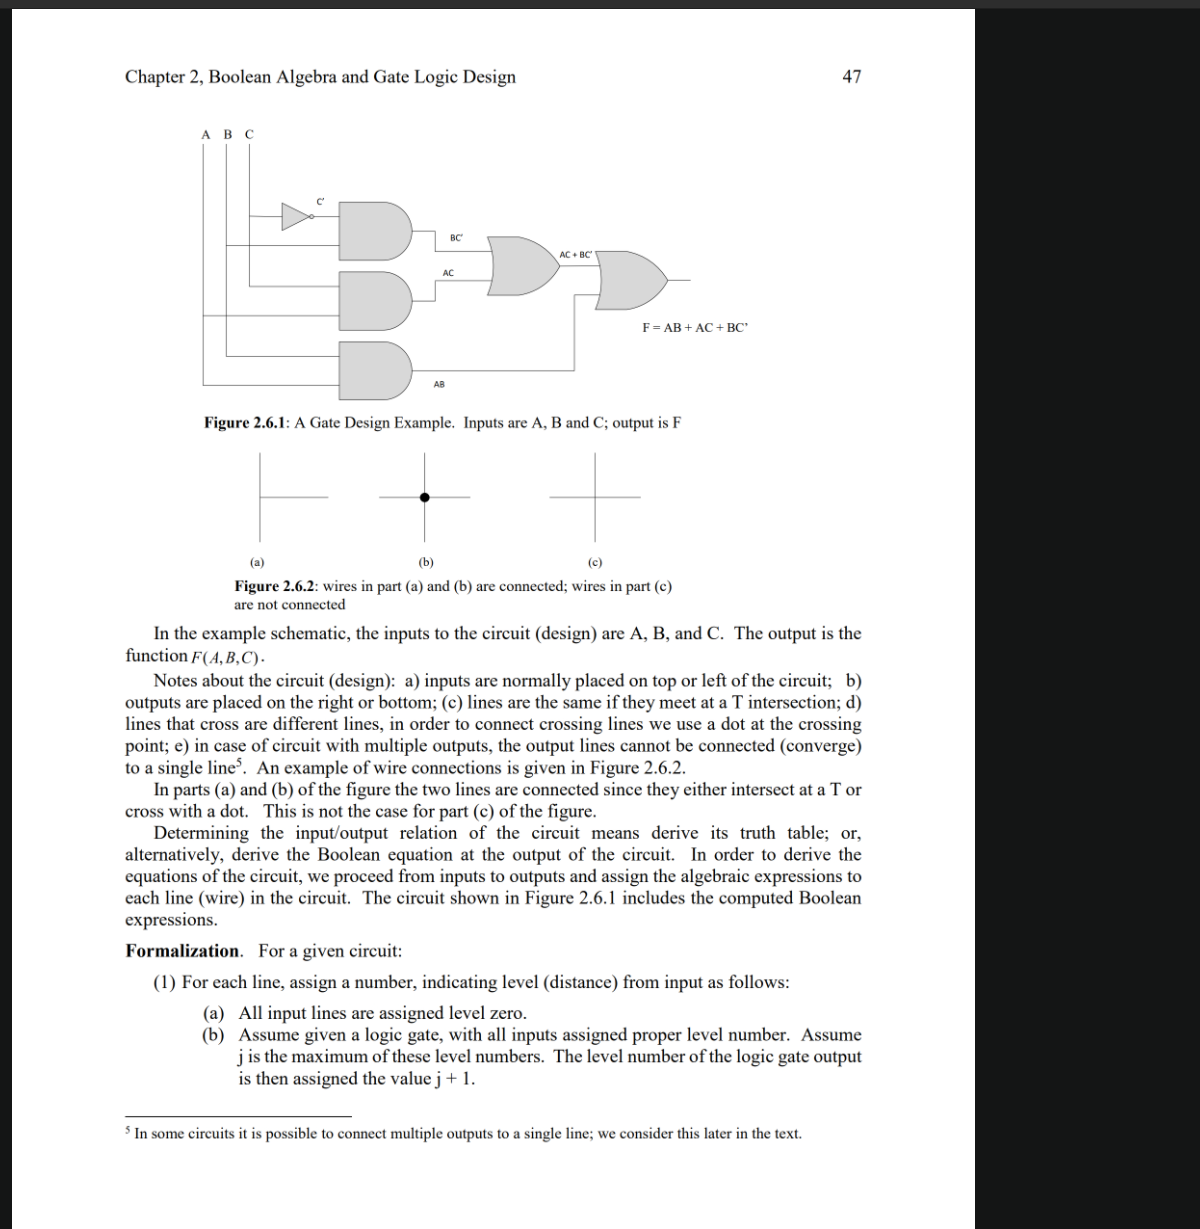 Chapter 2, Boolean Algebra and Gate Logic Design 47
A B C
C'
BC'
AC + BC'
AC
F = AB + AC + BC’
AB
Figure 2.6.1: A Gate Design Example. Inputs are A, B and C; output is F
(a) (b) (c)
Figure 2.6.2: wires in part (a) and (b) are connected; wires in part (c)
are not connected
In the example schematic, the inputs to the circuit (design) are A, B, and C. The output is the
function F(A,B,C).
Notes about the circuit (design): a) inputs are normally placed on top or left of the circuit; b)
outputs are placed on the right or bottom; (c) lines are the same if they meet at a T intersection; d)
lines that cross are different lines, in order to connect crossing lines we use a dot at the crossing
point; e) in case of circuit with multiple outputs, the output lines cannot be connected (converge)
to a single line⁵. An example of wire connections is given in Figure 2.6.2.
In parts (a) and (b) of the figure the two lines are connected since they either intersect at a T or
cross with a dot. This is not the case for part (c) of the figure.
Determining the input/output relation of the circuit means derive its truth table; or,
alternatively, derive the Boolean equation at the output of the circuit. In order to derive the
equations of the circuit, we proceed from inputs to outputs and assign the algebraic expressions to
each line (wire) in the circuit. The circuit shown in Figure 2.6.1 includes the computed Boolean
expressions.
Formalization. For a given circuit:
(1) For each line, assign a number, indicating level (distance) from input as follows:
(a) All input lines are assigned level zero.
(b) Assume given a logic gate, with all inputs assigned proper level number. Assume
j is the maximum of these level numbers. The level number of the logic gate output
is then assigned the value j + 1.
⁵ In some circuits it is possible to connect multiple outputs to a single line; we consider this later in the text.